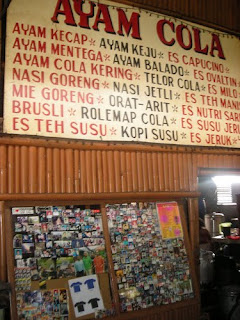 AYAM COLA
AYAM KECAP * AYAM KEJU * ES CAPUCINO *
AYAM MENTEGA * AYAM BALADO * ES OVALTIN
AYAM COLA KERING * TELOR COLA * ES MILO
NASI GORENG * NASI JETLI * ES TEH MANI
MIE GORENG * ORAT-ARIT * ES NUTRI SARI
BRUSLI * ROLEMAP COLA * ES SUSU JER
ES TEH SUSU * KOPI SUSU * ES JERUK *